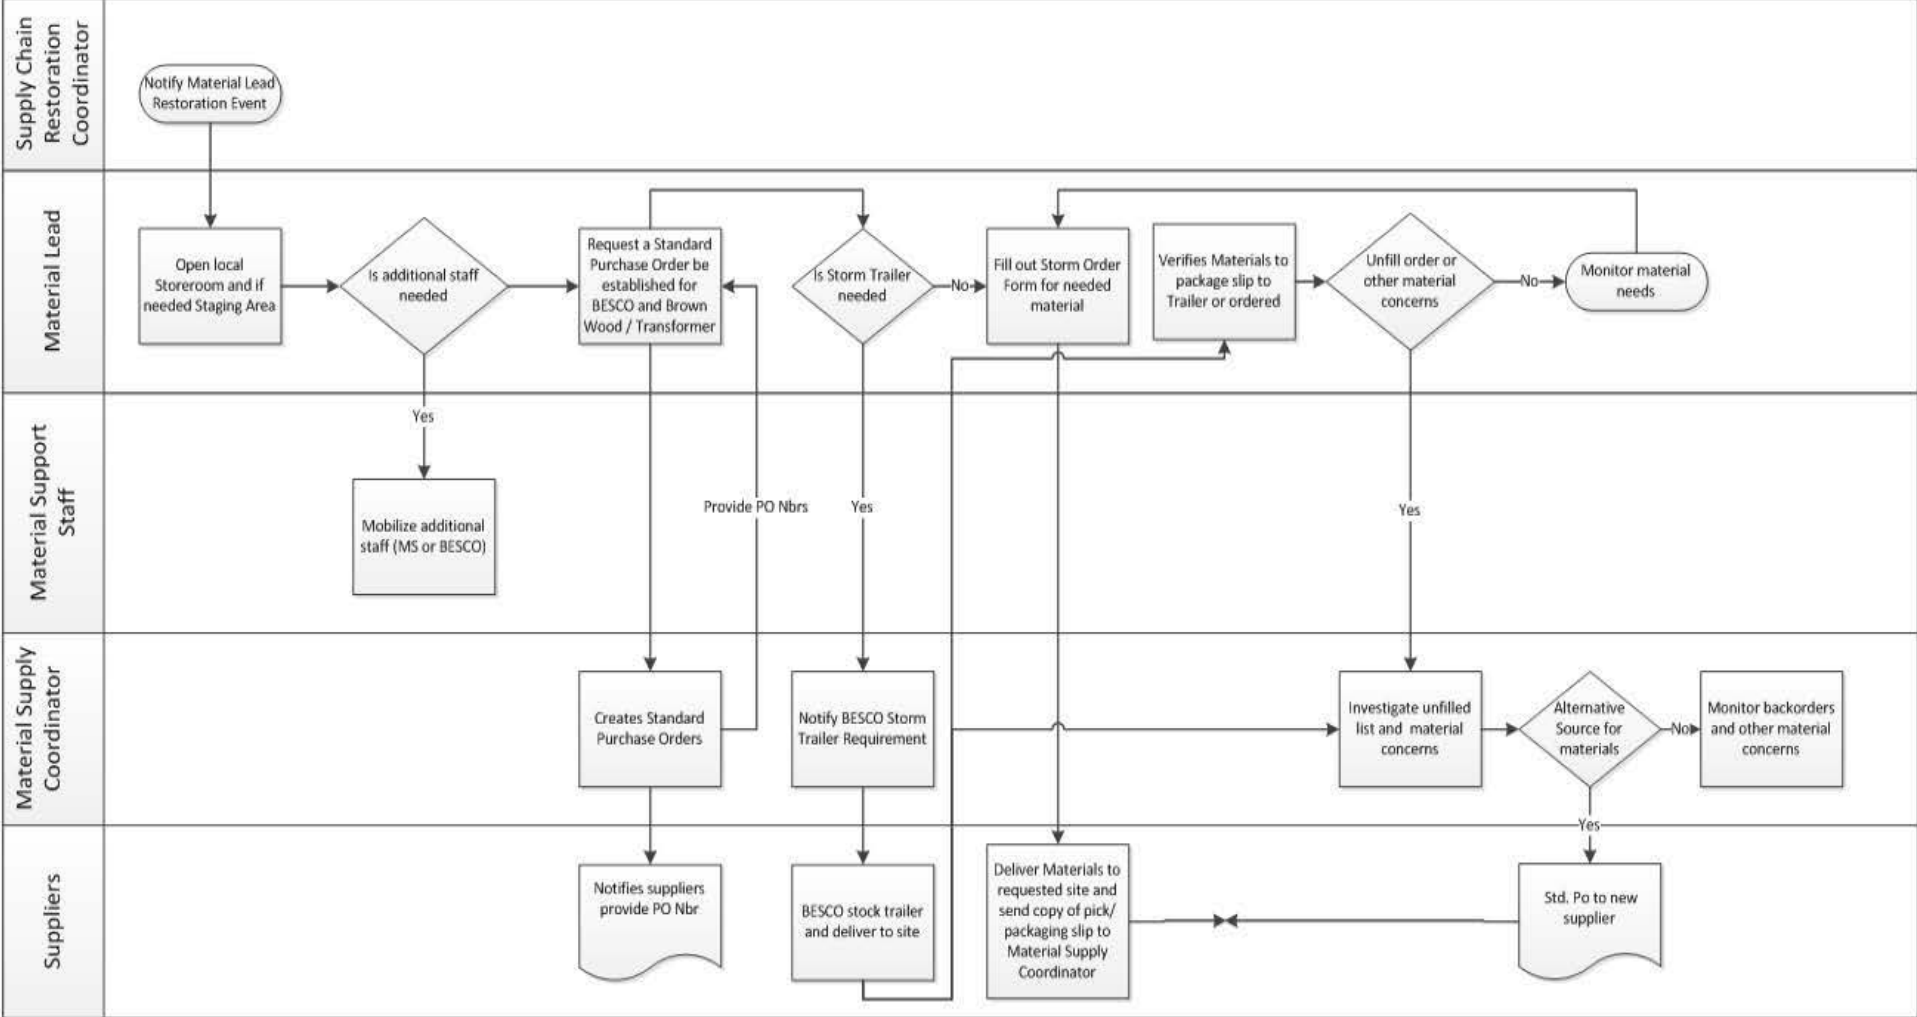 Supply Chain
Restoration
Coordinator
Notify Material Lead
Restoration Event
Material Lead
Open local
Storeroom and if
needed Staging Area
Is additional staff
needed
Request a Standard
Purchase Order be
established for
BESCO and Brown
Wood / Transformer
Is Storm Trailer
needed
No
Fill out Storm Order
Form for needed
material
Verifies Materials to
package slip to
Trailer or ordered
Unfill order or
other material
concerns
No
Monitor material
needs
Material Support
Staff
Yes
Mobilize additional
staff (MS or BESCO)
Provide PO Nbrs
Yes
Yes
Material Supply
Coordinator
Creates Standard
Purchase Orders
Notify BESCO Storm
Trailer Requirement
Investigate unfilled
list and material
concerns
Alternative
Source for
materials
No
Monitor backorders
and other material
concerns
Yes
Suppliers
Notifies suppliers
provide PO Nbr
BESCO stock trailer
and deliver to site
Deliver Materials to
requested site and
send copy of pick/
packaging slip to
Material Supply
Coordinator
Std. Po to new
supplier